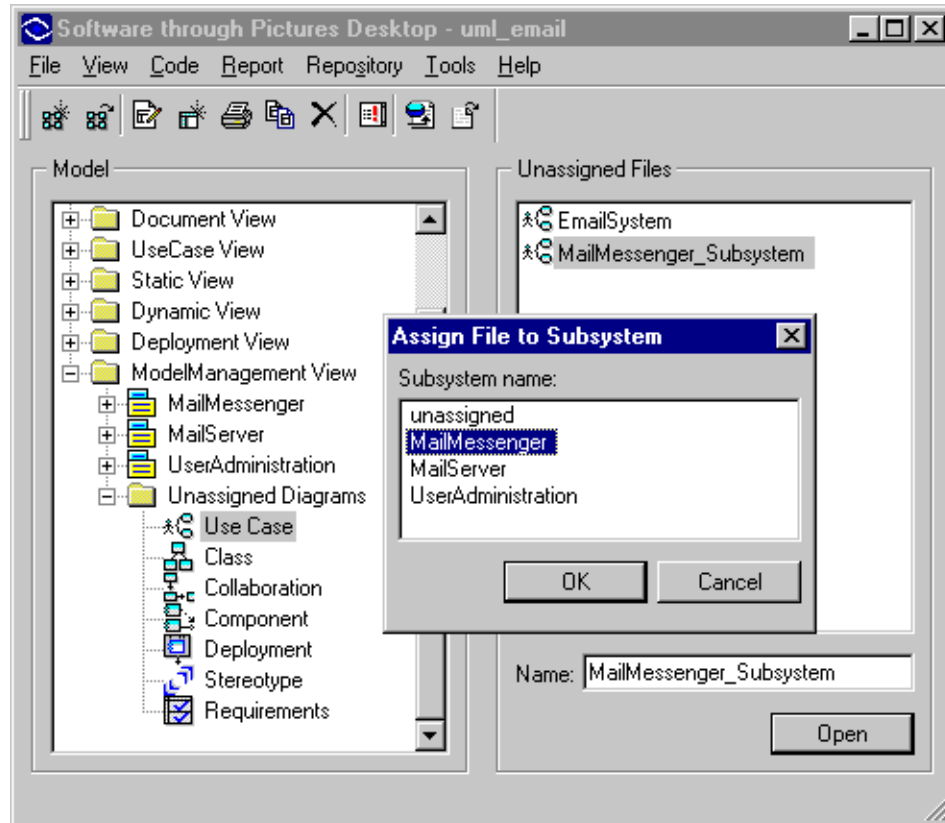 Software through Pictures Desktop - uml_email
File View Code Report Repository Tools Help
Model
Document View
UseCase View
Static View
Dynamic View
Deployment View
ModelManagement View
MailMessenger
MailServer
UserAdministration
Unassigned Diagrams
Use Case
Class
Collaboration
Component
Deployment
Stereotype
Requirements
Unassigned Files
EmailSystem
MailMessenger_Subsystem
Assign File to Subsystem
Subsystem name:
unassigned
MailMessenger
MailServer
UserAdministration
OK Cancel
Name: MailMessenger_Subsystem
Open